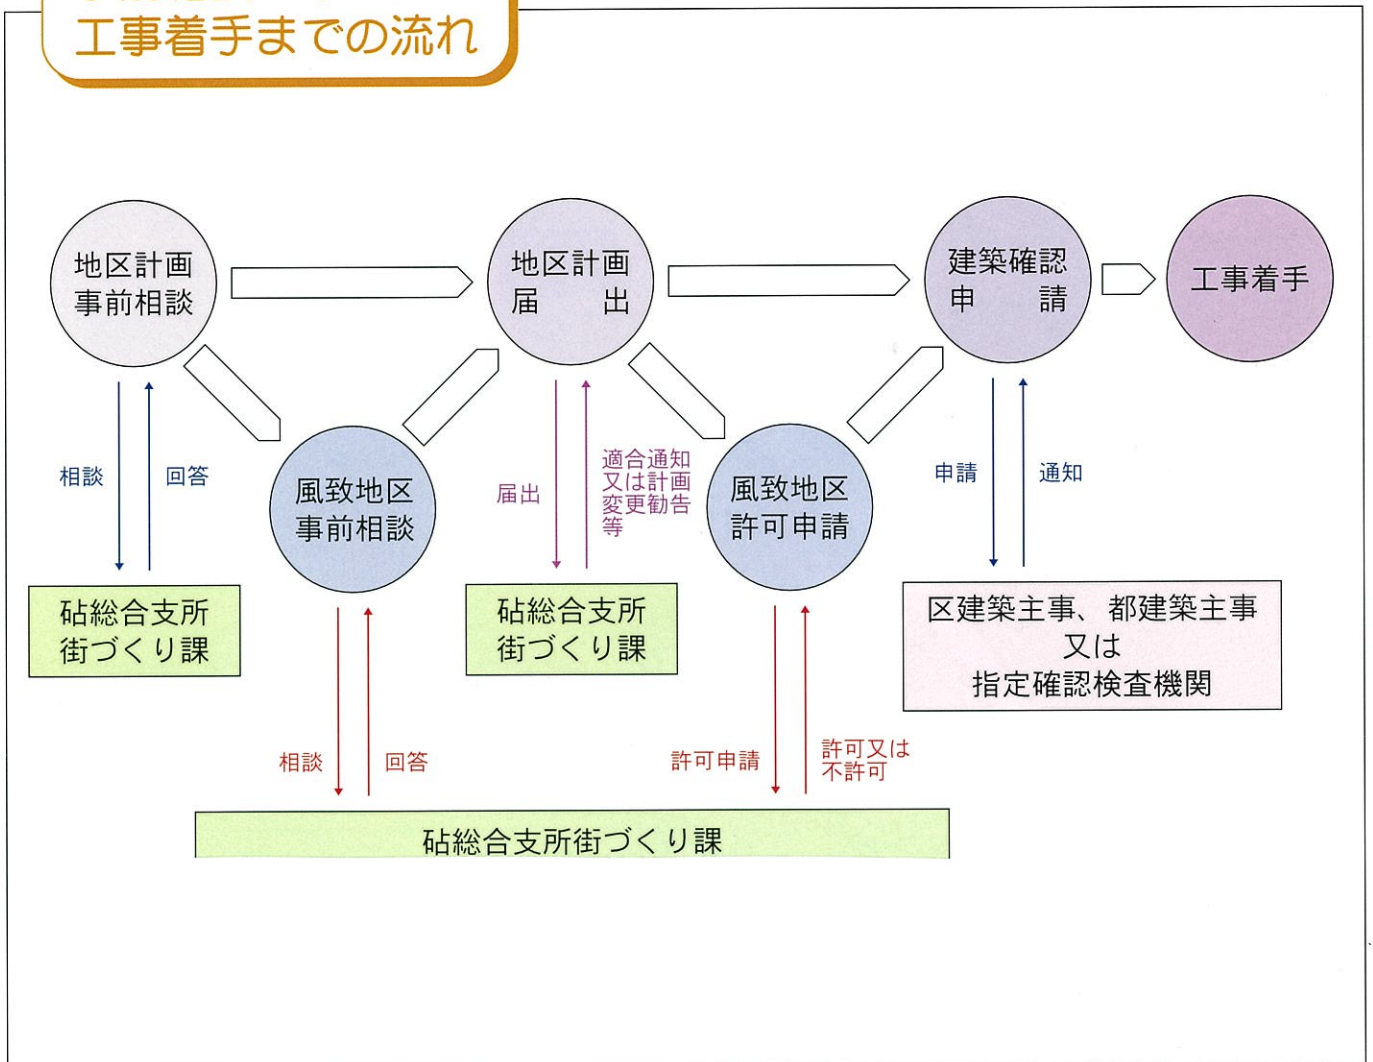 工事着手までの流れ
地区計画
事前相談
地区計画
届　　出
建築確認
申　　請
工事着手
風致地区
事前相談
風致地区
許可申請
相談
回答
届出
適合通知
又は計画
変更勧告
等
申請
通知
砧総合支所
街づくり課
砧総合支所
街づくり課
区建築主事、都建築主事
又は
指定確認検査機関
相談
回答
許可申請
許可又は
不許可
砧総合支所街づくり課